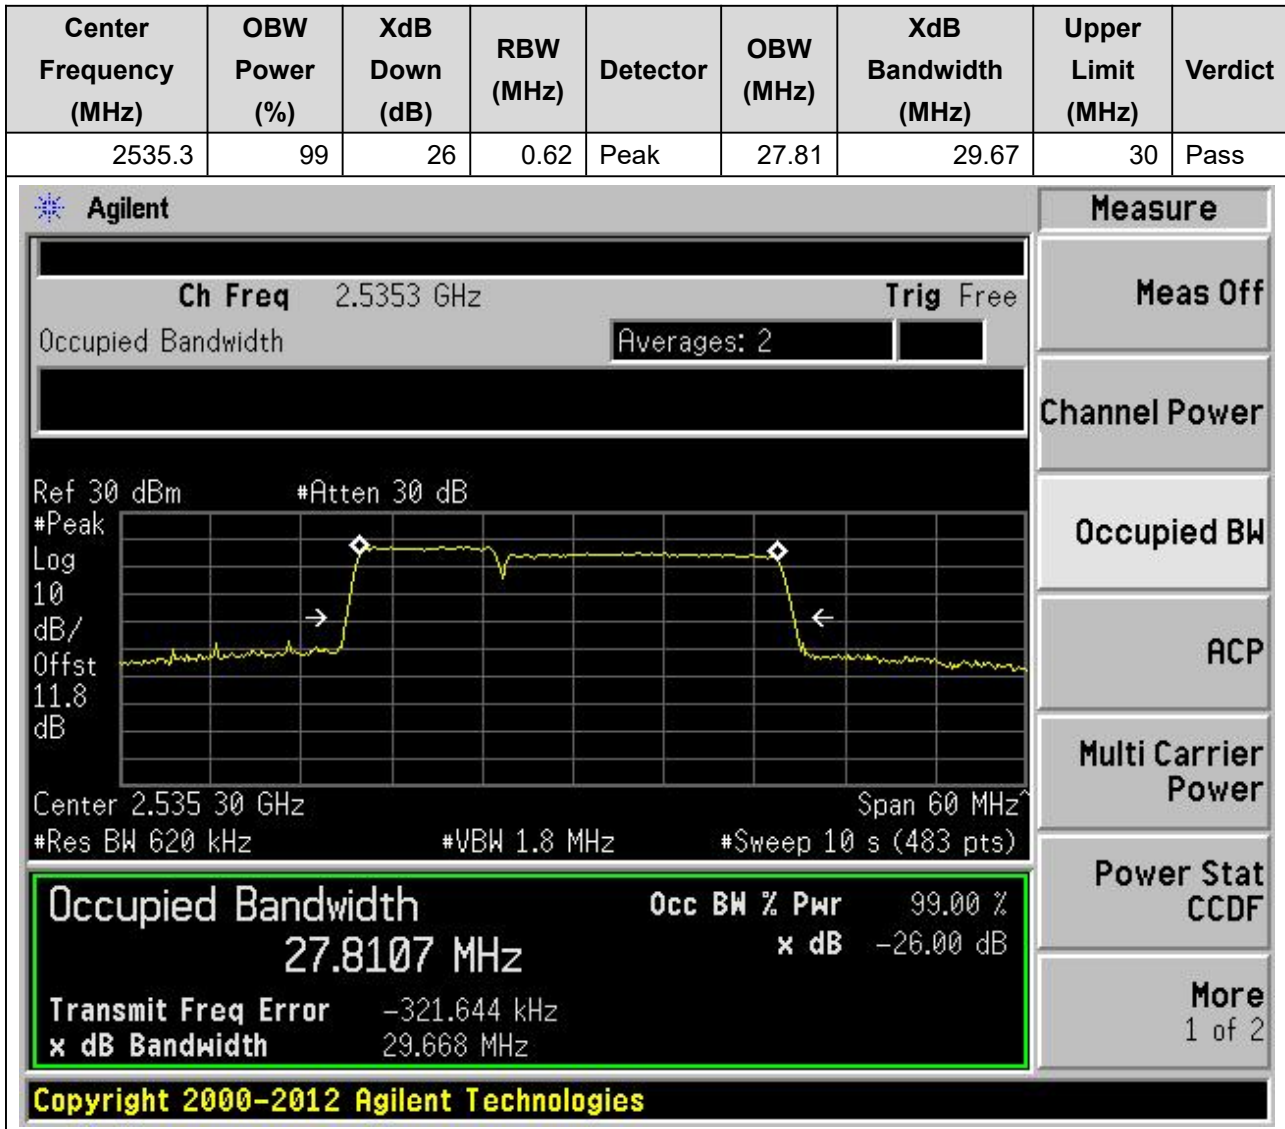 Center Frequency (MHz) OBW Power (%) XdB Down (dB) RBW (MHz) Detector OBW (MHz) XdB Bandwidth (MHz) Upper Limit (MHz) Verdict
2535.3 99 26 0.62 Peak 27.81 29.67 30 Pass
Agilent
Measure
Ch Freq 2.5353 GHz Trig Free
Meas Off
Occupied Bandwidth Averages: 2
Channel Power
Ref 30 dBm #Atten 30 dB
#Peak
Log
10
dB/
Offst
11.8
dB
Occupied BW
ACP
Multi Carrier
Power
Center 2.535 30 GHz Span 60 MHz^
#Res BW 620 kHz #VBW 1.8 MHz #Sweep 10 s (483 pts)
Power Stat
CCDF
Occupied Bandwidth Occ BW % Pwr 99.00 %
27.8107 MHz x dB -26.00 dB
More
1 of 2
Transmit Freq Error -321.644 kHz
x dB Bandwidth 29.668 MHz
Copyright 2000-2012 Agilent Technologies